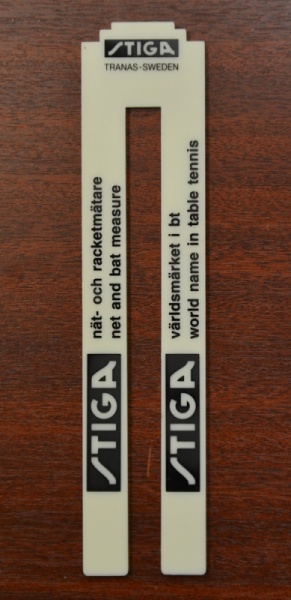 STIGA
TRANAS-SWEDEN
nät- och racketmätare
net and bat measure
STIGA
världsmärket i bt
world name in table tennis
STIGA